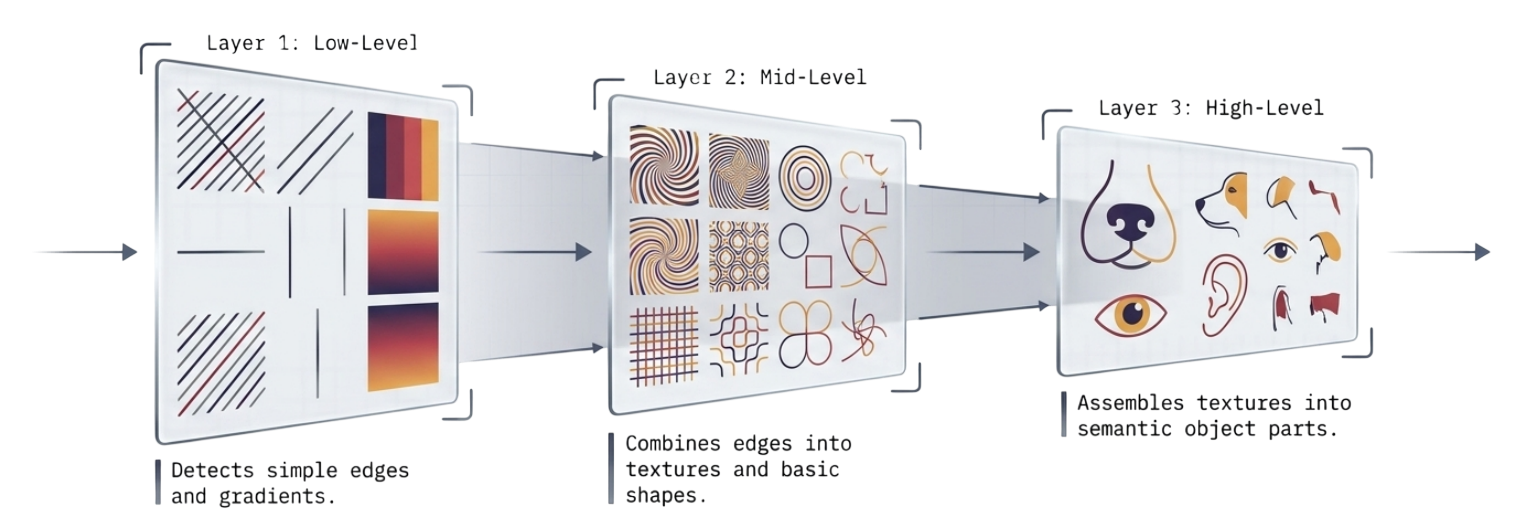 Layer 1: Low-Level
Layer 2: Mid-Level
Layer 3: High-Level
Detects simple edges
and gradients.
Combines edges into
textures and basic
shapes.
Assembles textures into
semantic object parts.